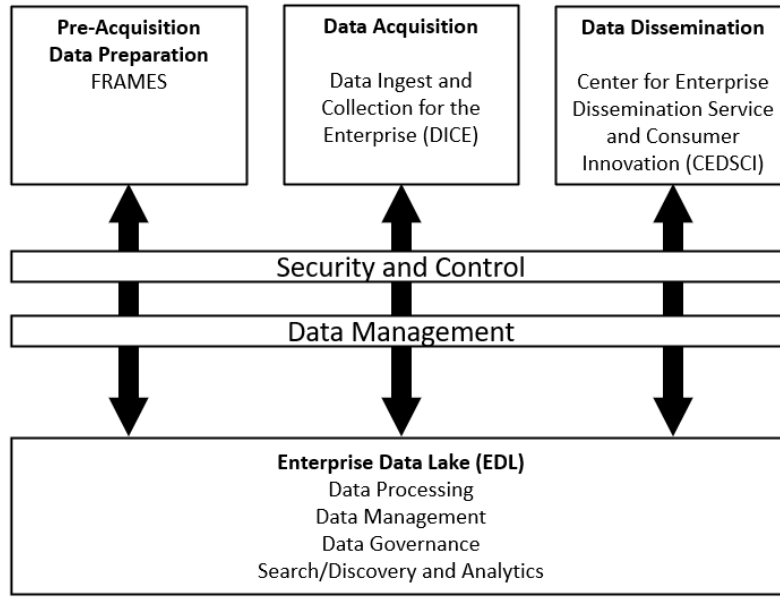 Pre-Acquisition
Data Preparation
FRAMES
Data Acquisition
Data Ingest and
Collection for the
Enterprise (DICE)
Data Dissemination
Center for Enterprise
Dissemination Service
and Consumer
Innovation (CEDSCI)
Security and Control
Data Management
Enterprise Data Lake (EDL)
Data Processing
Data Management
Data Governance
Search/Discovery and Analytics